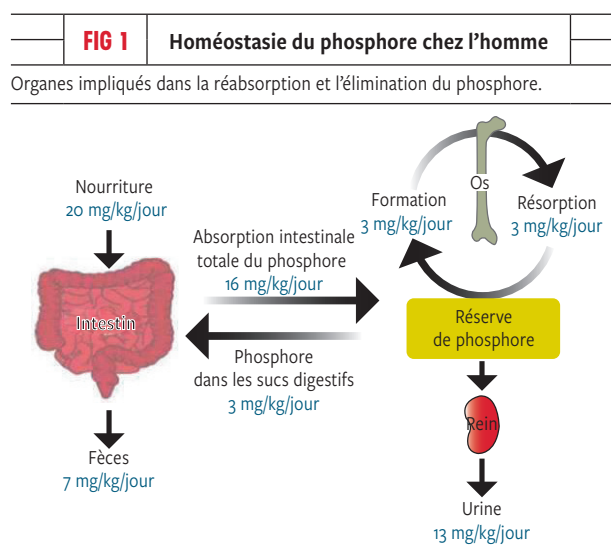 FIG 1
Homéostasie du phosphore chez l'homme
Organes impliqués dans la réabsorption et l'élimination du phosphore.
Nourriture
20 mg/kg/jour
Intestin
Fèces
7 mg/kg/jour
Absorption intestinale
totale du phosphore
16 mg/kg/jour
Phosphore
dans les sucs digestifs
3 mg/kg/jour
Formation
3 mg/kg/jour
Os
Résorption
3 mg/kg/jour
Réserve
de phosphore
Rein
Urine
13 mg/kg/jour